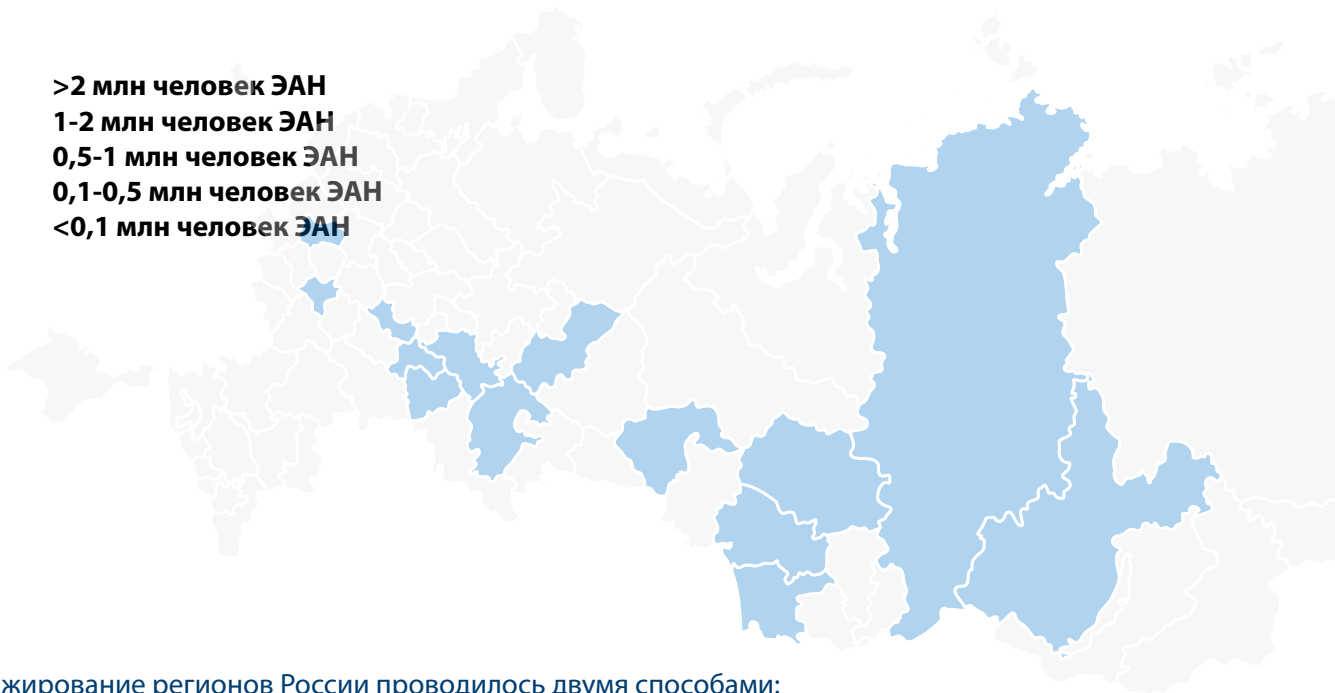 >2 млн человек ЭАН
1-2 млн человек ЭАН
0,5-1 млн человек ЭАН
0,1-0,5 млн человек ЭАН
<0,1 млн человек ЭАН
жирование регионов России проводилось двумя способами: